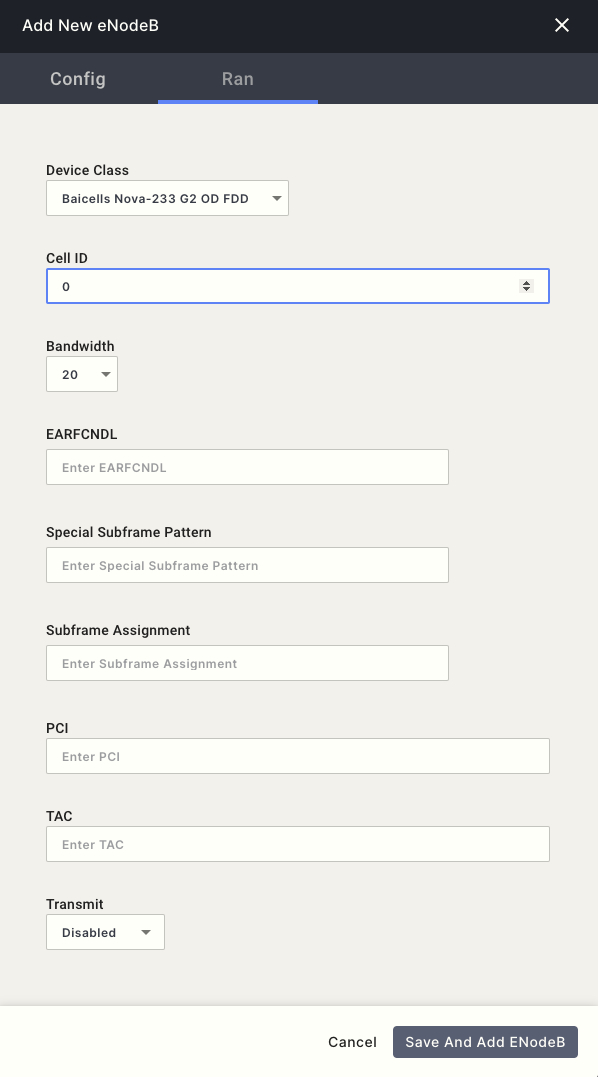 Add New eNodeB
Config
Ran
Device Class
Baicells Nova-233 G2 OD FDD
Cell ID
0
Bandwidth
20
EARFCNDL
Enter EARFCNDL
Special Subframe Pattern
Enter Special Subframe Pattern
Subframe Assignment
Enter Subframe Assignment
PCI
Enter PCI
TAC
Enter TAC
Transmit
Disabled
Cancel
Save And Add ENodeB